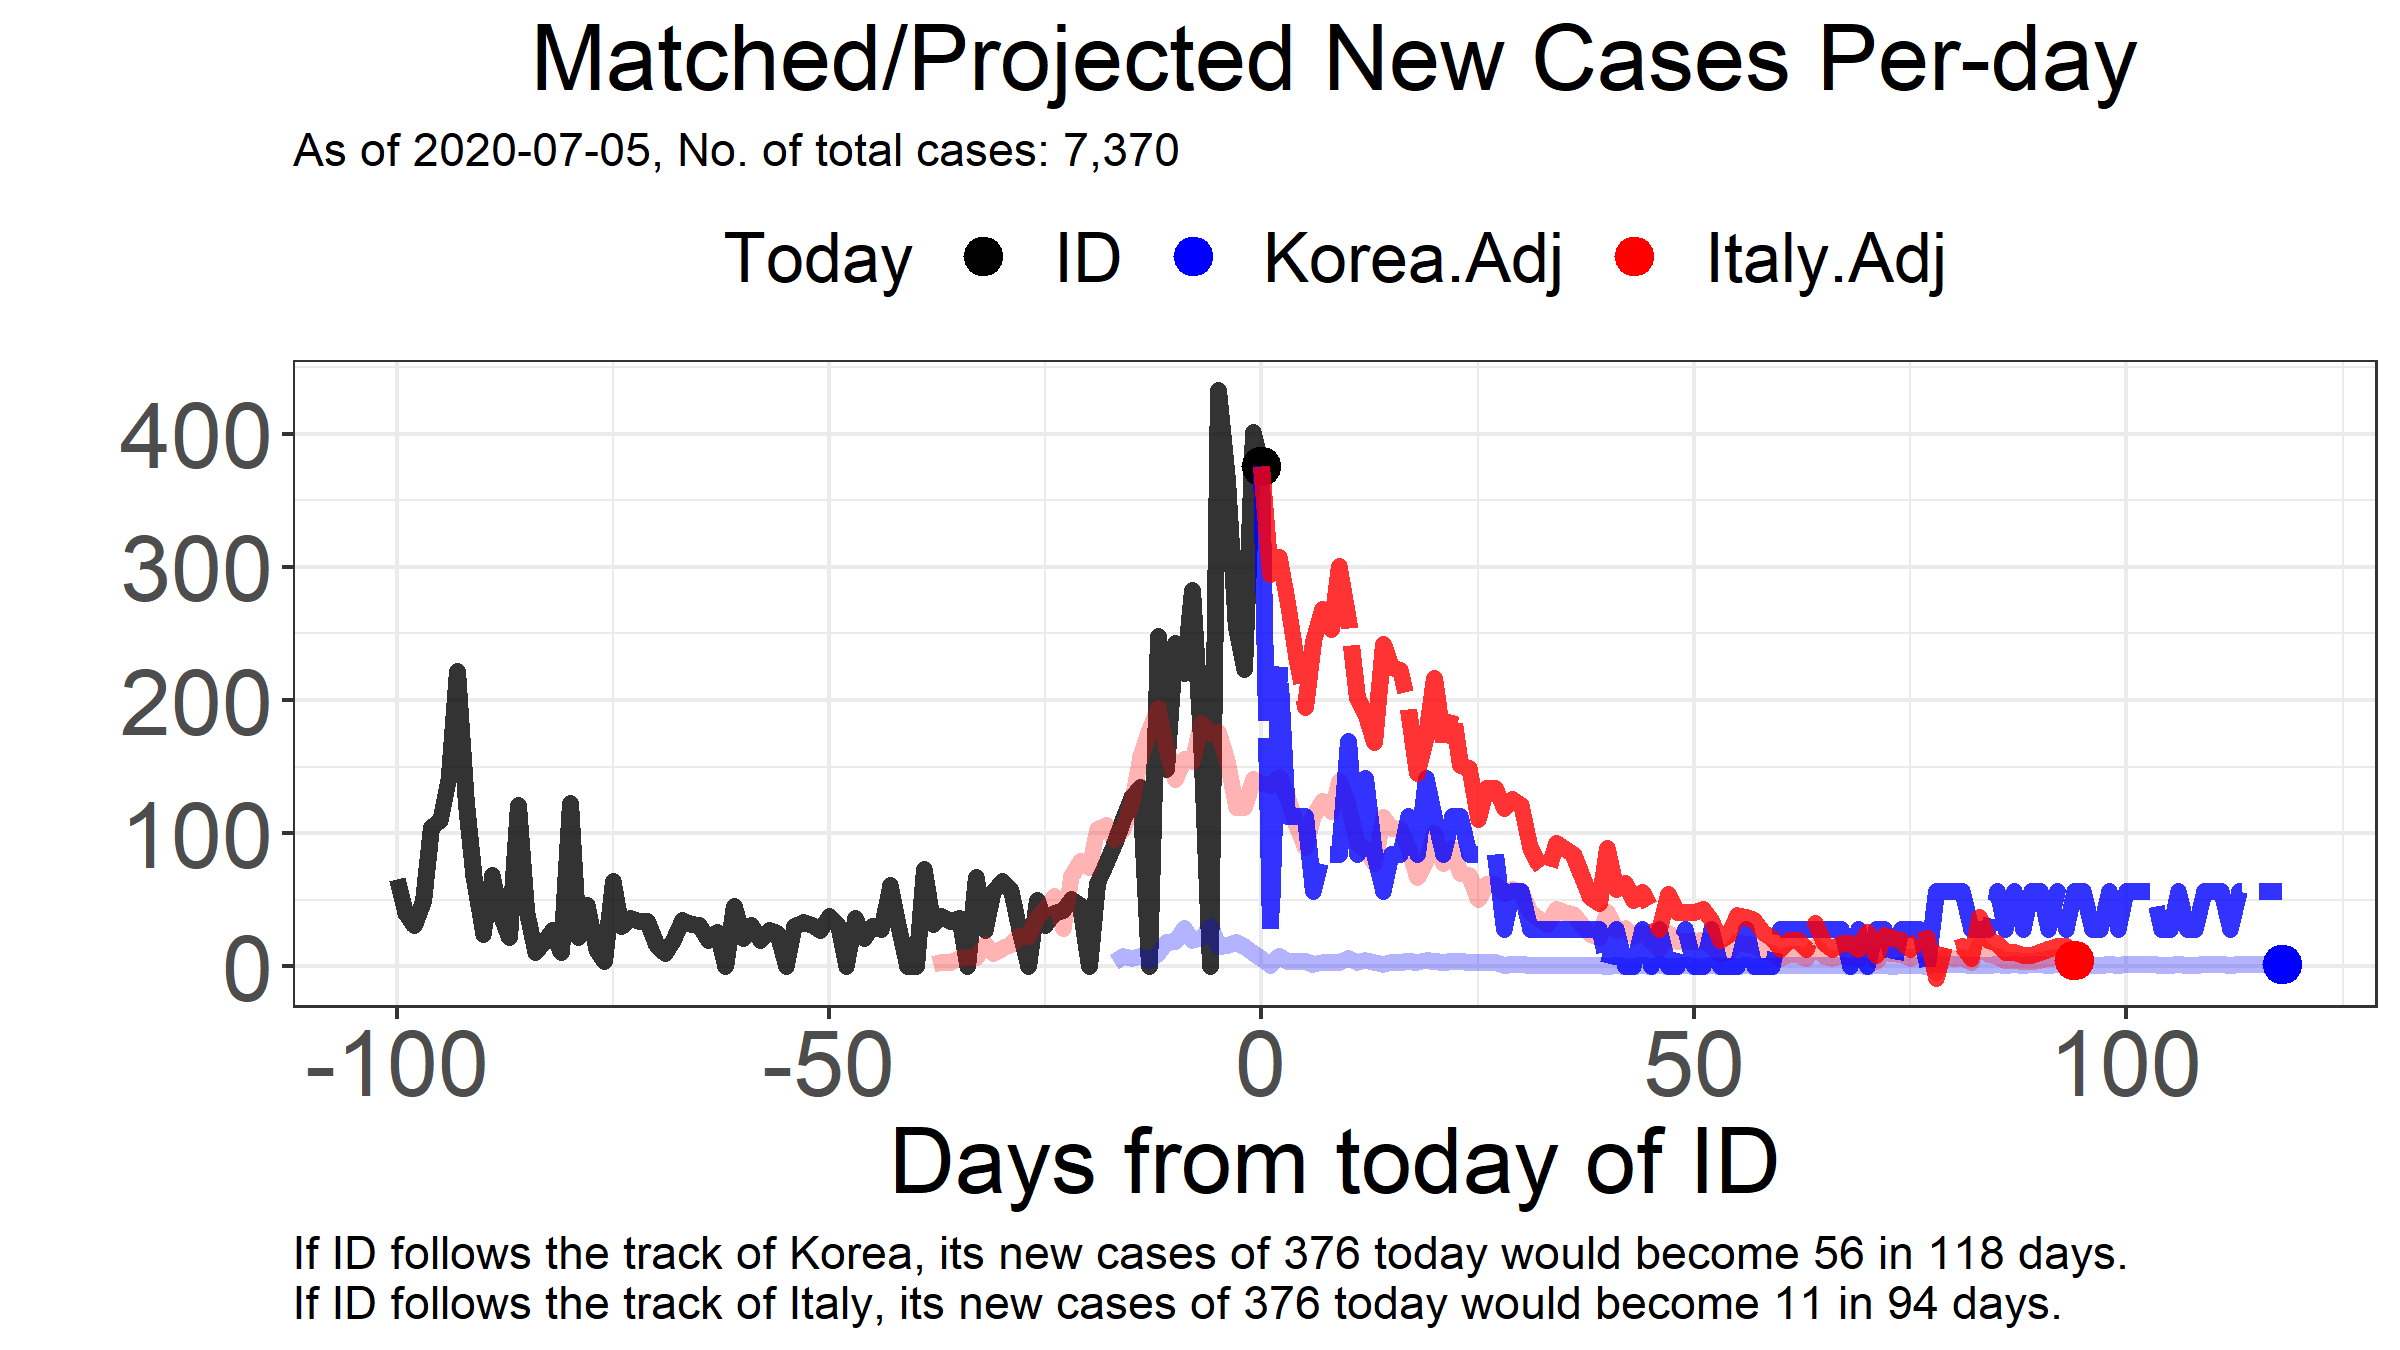 Matched/Projected New Cases Per-day
As of 2020-07-05, No. of total cases: 7,370
Today ID Korea.Adj Italy.Adj
400
300
200
100
0
-100 -50 0 50 100
Days from today of ID
If ID follows the track of Korea, its new cases of 376 today would become 56 in 118 days.
If ID follows the track of Italy, its new cases of 376 today would become 11 in 94 days.